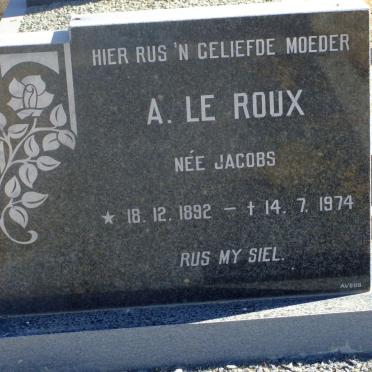 HIER RUS 'N GELIEFDE MOEDER
A. LE ROUX
NÉE JACOBS
★ 18. 12. 1892 – † 14. 7. 1974
RUS MY SIEL.